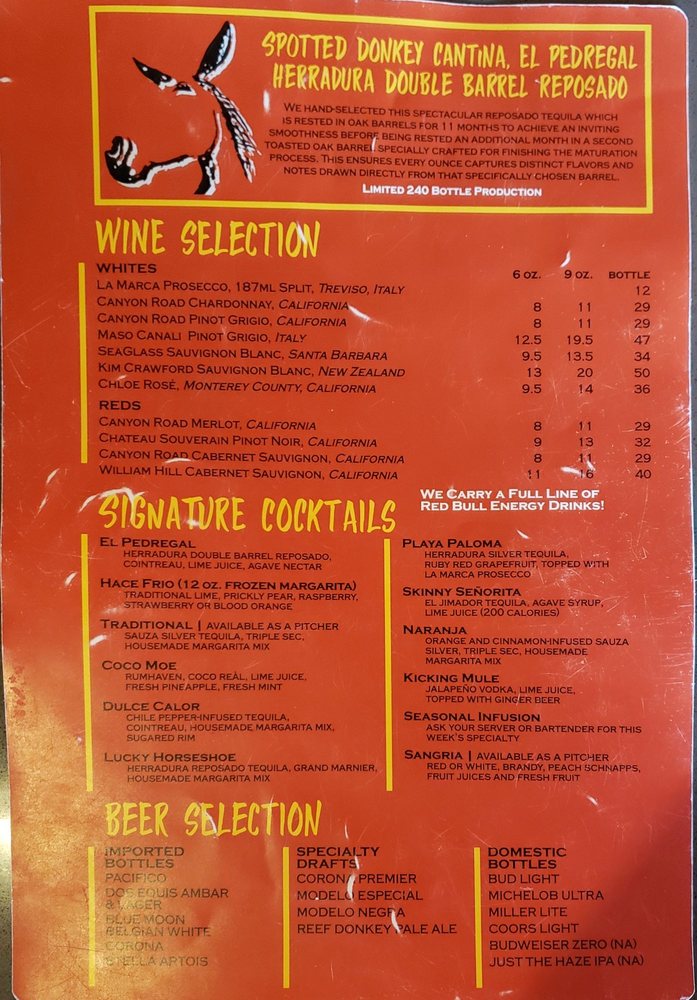 SPOTTED DONKEY CANTINA, EL PEDREGAL
HERRADURA DOUBLE BARREL REPOSADO
WE HAND-SELECTED THIS SPECTACULAR REPOSADO TEQUILA WHICH
IS RESTED IN OAK BARRELS FOR 11 MONTHS TO ACHIEVE AN INVITING
SMOOTHNESS BEFORE BEING RESTED AN ADDITIONAL MONTH IN A SECOND
TOASTED OAK BARREL SPECIALLY CRAFTED FOR FINISHING THE MATURATION
PROCESS. THIS ENSURES EVERY OUNCE CAPTURES DISTINCT FLAVORS AND
NOTES DRAWN DIRECTLY FROM THAT SPECIFICALLY CHOSEN BARREL.
LIMITED 240 BOTTLE PRODUCTION
WINE SELECTION
WHITES 6 OZ. 9 OZ. BOTTLE
LA MARCA PROSECCO, 187ML SPLIT, TREVISO, ITALY 12
CANYON ROAD CHARDONNAY, CALIFORNIA 8 11 29
CANYON ROAD PINOT GRIGIO, CALIFORNIA 8 11 29
MASO CANALI PINOT GRIGIO, ITALY 12.5 19.5 47
SEAGLASS SAUVIGNON BLANC, SANTA BARBARA 9.5 13.5 34
KIM CRAWFORD SAUVIGNON BLANC, NEW ZEALAND 13 20 50
CHLOE ROSÉ, MONTEREY COUNTY, CALIFORNIA 9.5 14 36
REDS
CANYON ROAD MERLOT, CALIFORNIA 8 11 29
CHATEAU SOUVERAIN PINOT NOIR, CALIFORNIA 9 13 32
CANYON ROAD CABERNET SAUVIGNON, CALIFORNIA 8 11 29
WILLIAM HILL CABERNET SAUVIGNON, CALIFORNIA 11 16 40
WE CARRY A FULL LINE OF
RED BULL ENERGY DRINKS!
SIGNATURE COCKTAILS
EL PEDREGAL
HERRADURA DOUBLE BARREL REPOSADO,
COINTREAU, LIME JUICE, AGAVE NECTAR
HACE FRIO (12 OZ. FROZEN MARGARITA)
TRADITIONAL LIME, PRICKLY PEAR, RASPBERRY,
STRAWBERRY OR BLOOD ORANGE
TRADITIONAL | AVAILABLE AS A PITCHER
SAUZA SILVER TEQUILA, TRIPLE SEC,
HOUSEMADE MARGARITA MIX
COCO MOE
RUMHAVEN, COCO REÀL, LIME JUICE,
FRESH PINEAPPLE, FRESH MINT
DULCE CALOR
CHILE PEPPER-INFUSED TEQUILA,
COINTREAU, HOUSEMADE MARGARITA MIX,
SUGARED RIM
LUCKY HORSESHOE
HERRADURA REPOSADO TEQUILA, GRAND MARNIER,
HOUSEMADE MARGARITA MIX
PLAYA PALOMA
HERRADURA SILVER TEQUILA,
RUBY RED GRAPEFRUIT, TOPPED WITH
LA MARCA PROSECCO
SKINNY SEÑORITA
EL JIMADOR TEQUILA, AGAVE SYRUP,
LIME JUICE (200 CALORIES)
NARANJA
ORANGE AND CINNAMON-INFUSED SAUZA
SILVER, TRIPLE SEC, HOUSEMADE
MARGARITA MIX
KICKING MULE
JALAPEÑO VODKA, LIME JUICE,
TOPPED WITH GINGER BEER
SEASONAL INFUSION
ASK YOUR SERVER OR BARTENDER FOR THIS
WEEK'S SPECIALTY
SANGRIA | AVAILABLE AS A PITCHER
RED OR WHITE, BRANDY, PEACH SCHNAPPS,
FRUIT JUICES AND FRESH FRUIT
BEER SELECTION
IMPORTED
BOTTLES
PACIFICO
DOS EQUIS AMBAR
& LAGER
BLUE MOON
BELGIAN WHITE
CORONA
STELLA ARTOIS
SPECIALTY
DRAFTS
CORONA PREMIER
MODELO ESPECIAL
MODELO NEGRA
REEF DONKEY PALE ALE
DOMESTIC
BOTTLES
BUD LIGHT
MICHELOB ULTRA
MILLER LITE
COORS LIGHT
BUDWEISER ZERO (NA)
JUST THE HAZE IPA (NA)